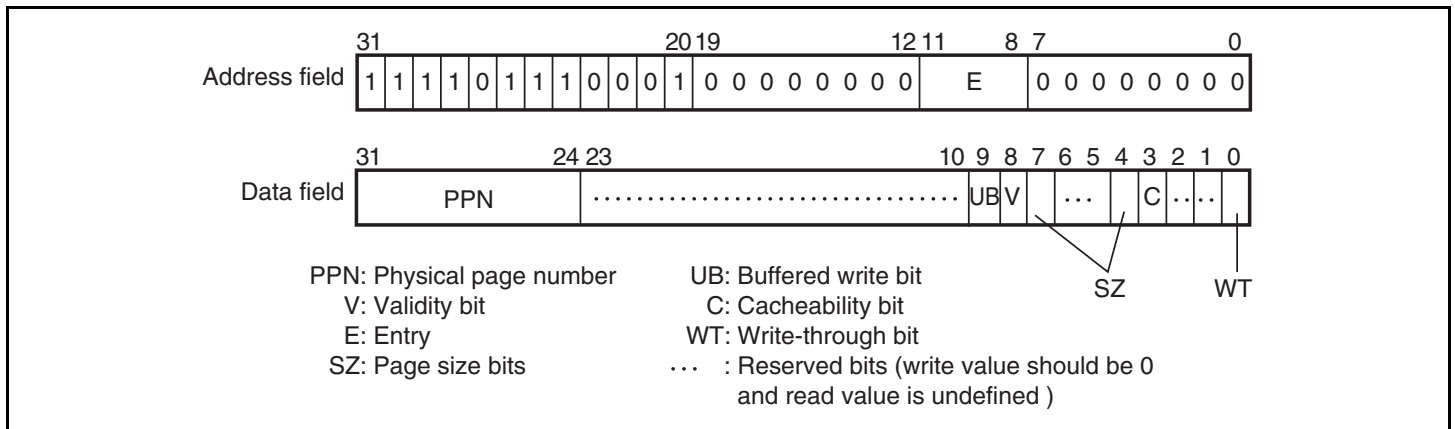 31 20 19 12 11 8 7 0
Address field 1 1 1 1 0 1 1 1 0 0 0 1 0 0 0 0 0 0 0 0 E 0 0 0 0 0 0 0 0
31 24 23 10 9 8 7 6 5 4 3 2 1 0
Data field PPN .................................. UB V ... C .. ..
SZ WT
PPN: Physical page number UB: Buffered write bit
V: Validity bit C: Cacheability bit
E: Entry WT: Write-through bit
SZ: Page size bits ... : Reserved bits (write value should be 0
and read value is undefined )